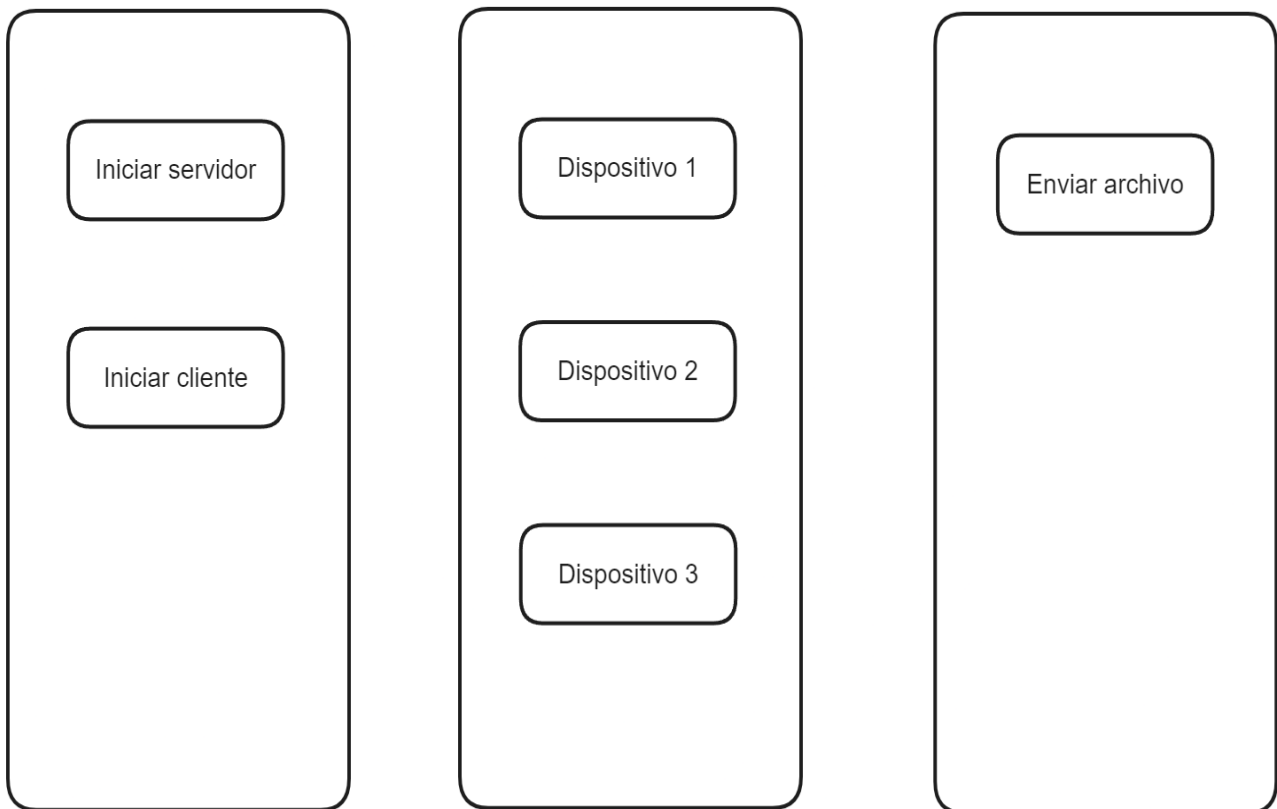 Iniciar servidor
Iniciar cliente
Dispositivo 1
Dispositivo 2
Dispositivo 3
Enviar archivo